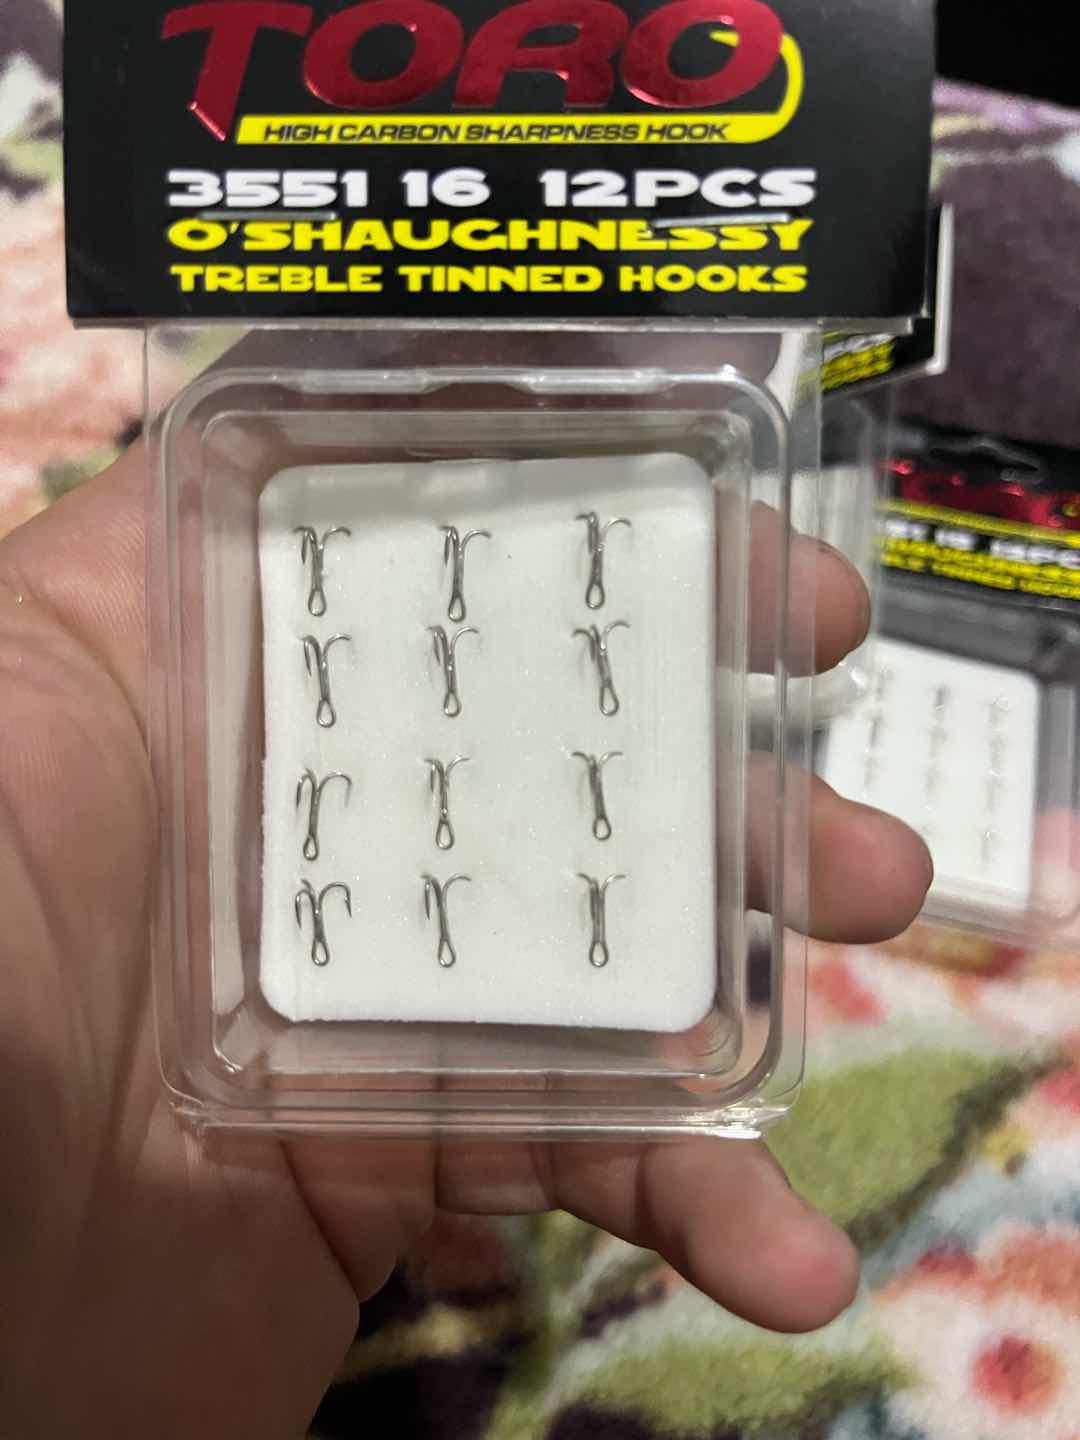 TORO
HIGH CARBON SHARPNESS HOOK
3551 16 12PCS
O'SHAUGHNESSY
TREBLE TINNED HOOKS